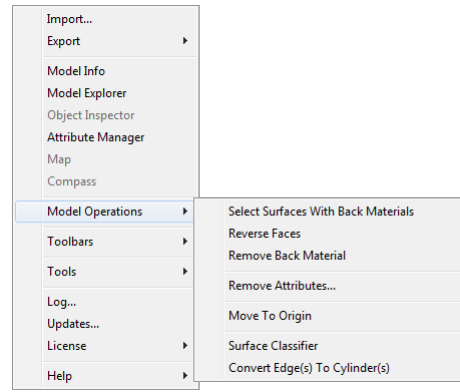 Import...
Export
Model Info
Model Explorer
Object Inspector
Attribute Manager
Map
Compass
Model Operations
Toolbars
Tools
Log...
Updates...
License
Help
Select Surfaces With Back Materials
Reverse Faces
Remove Back Material
Remove Attributes...
Move To Origin
Surface Classifier
Convert Edge(s) To Cylinder(s)